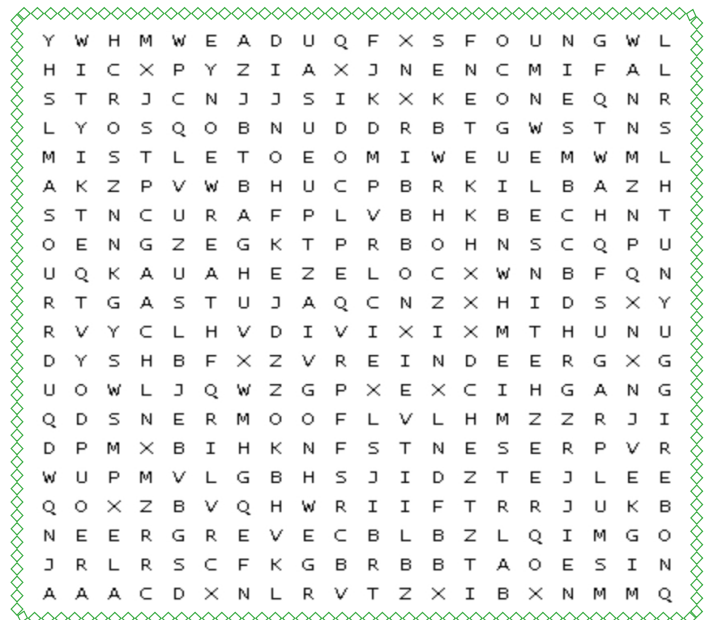 Y W H M W E A D U Q F X S F O U N G W L
H I C X P Y Z I A X J N E N C M I F A L
S T R J C N J J S I K X K E O N E Q N R
L Y O S Q O B N U D D R B T G W S T N S
M I S T L E T O E O M I W E U E M W M L
A K Z P V W B H U C P B R K I L B A Z H
S T N C U R A F P L V B H K B E C H N T
O E N G Z E G K T P R B O H N S C Q P U
U Q K A U A H E Z E L O C X W N B F Q N
R T G A S T U J A Q C N Z X H I D S X Y
R V Y C L H V D I V I X I X M T H U N U
D Y S H B F X Z V R E I N D E E R G X G
U O W L J Q W Z G P X E X C I H G A N G
Q D S N E R M O O F L V L H M Z Z R J I
D P M X B I H K N F S T N E S E R P V R
W U P M V L G B H S J I D Z T E J L E E
Q O X Z B V Q H W R I I F T R R J U K B
N E E R G R E V E C B L B Z L Q I M G O
J R L R S C F K G B R B B T A O E S I N
A A A C D X N L R V T Z X I B X N M M Q